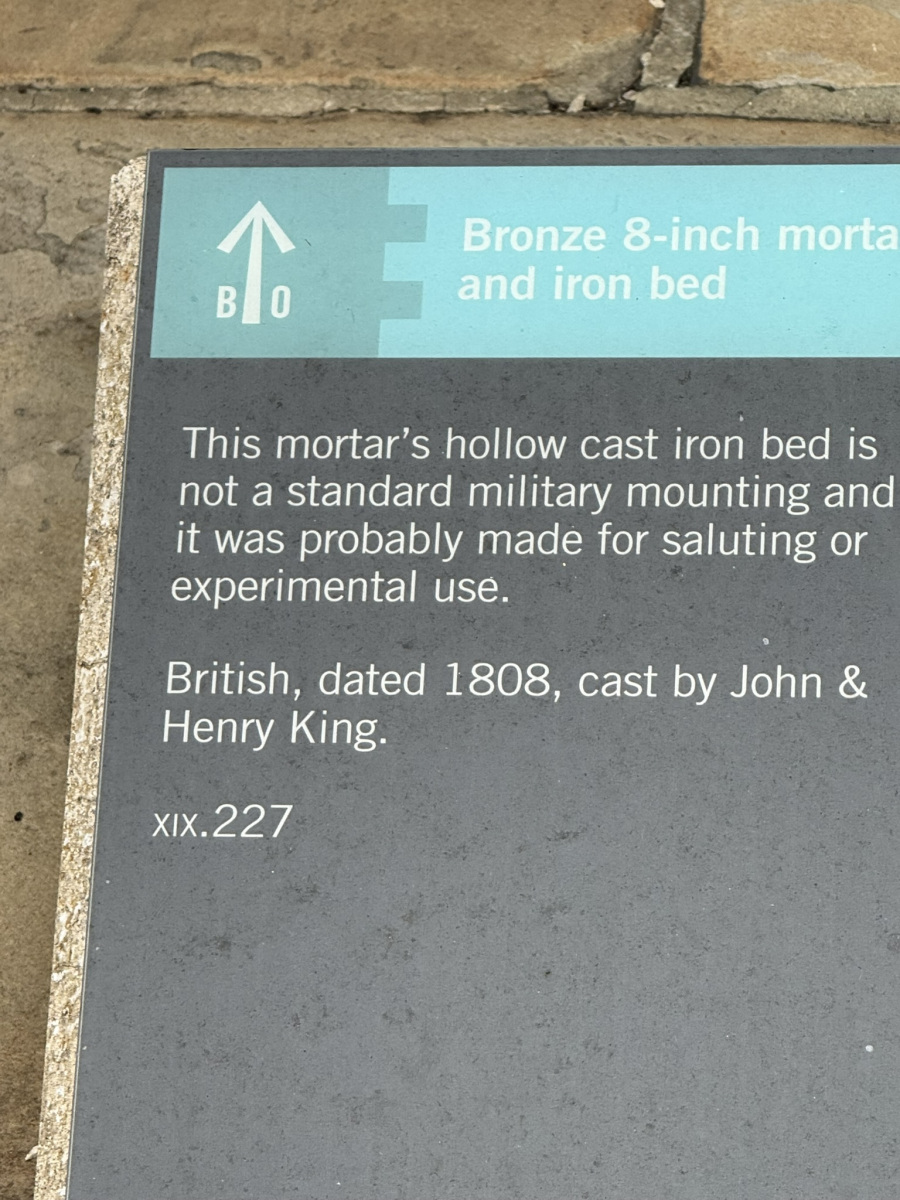 B O
Bronze 8-inch morta
and iron bed
This mortar’s hollow cast iron bed is
not a standard military mounting and
it was probably made for saluting or
experimental use.
British, dated 1808, cast by John &
Henry King.
XIX.227